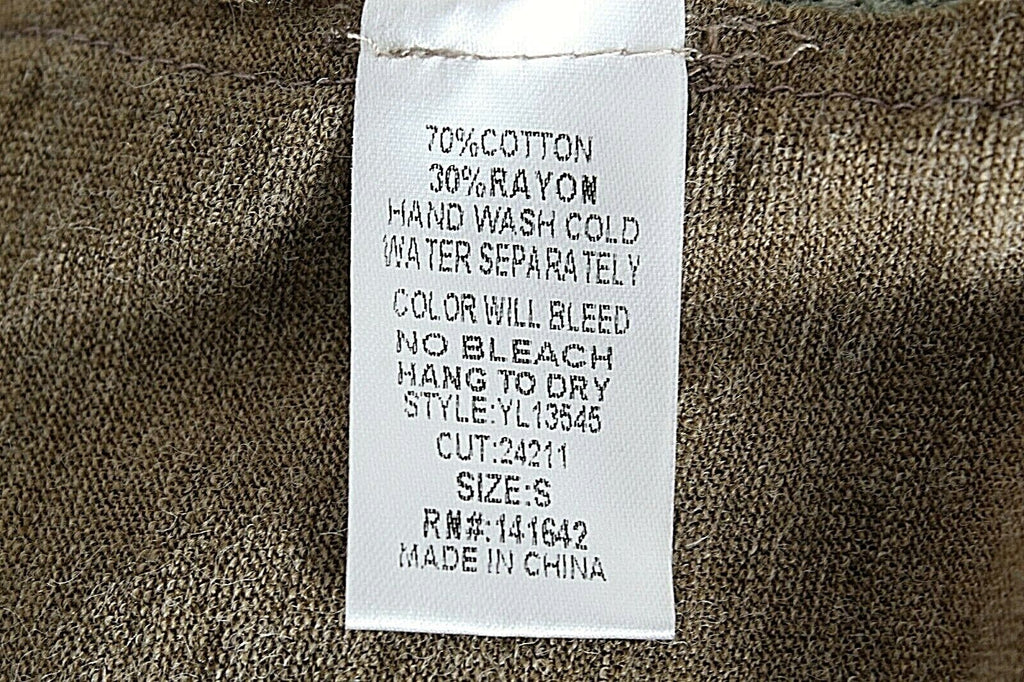 70%COTTON
30%RAYON
HAND WASH COLD
WATER SEPARATELY
COLOR WILL BLEED
NO BLEACH
HANG TO DRY
STYLE:YL13545
CUT:24211
SIZE:S
RN#:141642
MADE IN CHINA